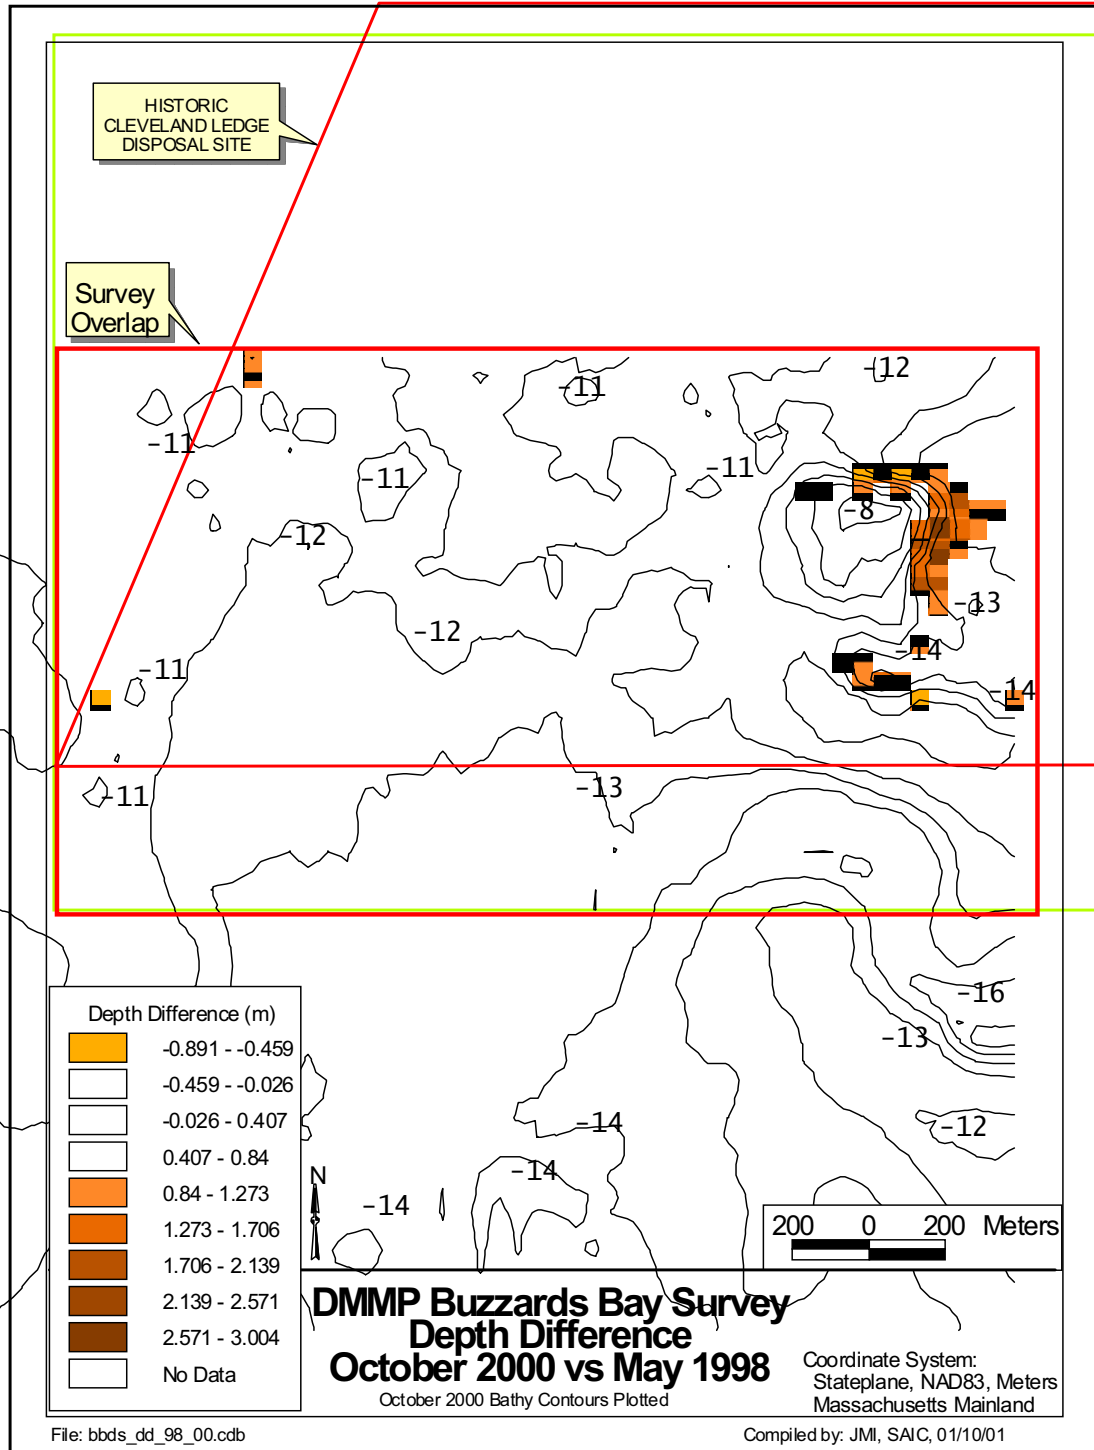 HISTORIC
CLEVELAND LEDGE
DISPOSAL SITE
Survey
Overlap
-12
-11
-11
-11
-11
-8
-12
-13
-12
-14
-11
-14
-13
-11
-16
-13
-14
-12
-14
-14
Depth Difference (m)
-0.891 - -0.459
-0.459 - -0.026
-0.026 - 0.407
0.407 - 0.84
0.84 - 1.273
1.273 - 1.706
1.706 - 2.139
2.139 - 2.571
2.571 - 3.004
No Data
N
200 0 200 Meters
DMMP Buzzards Bay Survey
Depth Difference
October 2000 vs May 1998
October 2000 Bathy Contours Plotted
Coordinate System:
Stateplane, NAD83, Meters
Massachusetts Mainland
File: bbds_dd_98_00.cdb
Compiled by: JMI, SAIC, 01/10/01